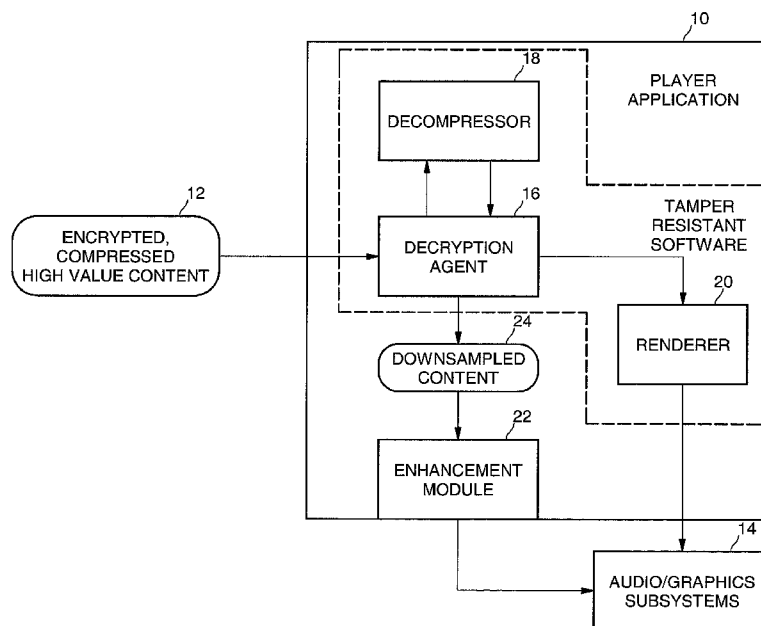 10
18
PLAYER
APPLICATION
DECOMPRESSOR
12
16
ENCRYPTED,
COMPRESSED
HIGH VALUE CONTENT
DECRYPTION
AGENT
TAMPER
RESISTANT
SOFTWARE
20
RENDERER
24
DOWNSAMPLED
CONTENT
22
ENHANCEMENT
MODULE
14
AUDIO/GRAPHICS
SUBSYSTEMS